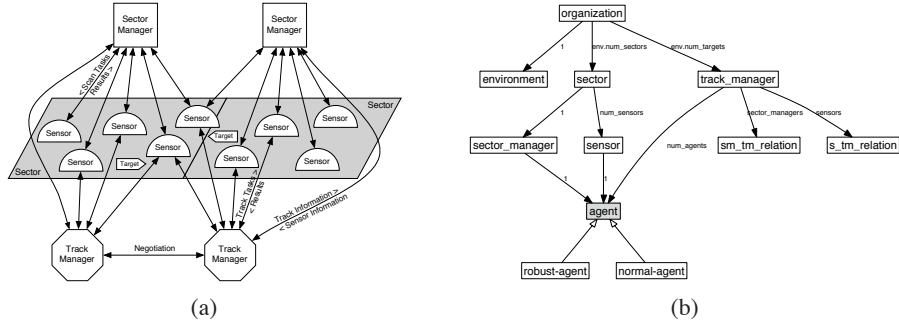 Sector
Manager
Sector
Manager
< Scan Tasks
Results >
Sector
Sensor
Sensor
Sensor
Sensor
Target
Sensor
Sensor
Target
Sensor
Sensor
Sensor
Sector
Track Tasks >
< Results
Track Information >
< Sensor Information
Track
Manager
Negotiation
Track
Manager
(a)
organization
1
env.num_sectors
env.num_targets
environment
sector
track_manager
1
num_sensors
sector_managers
sensors
num_agents
sector_manager
sensor
sm_tm_relation
s_tm_relation
1
1
agent
robust-agent
normal-agent
(b)